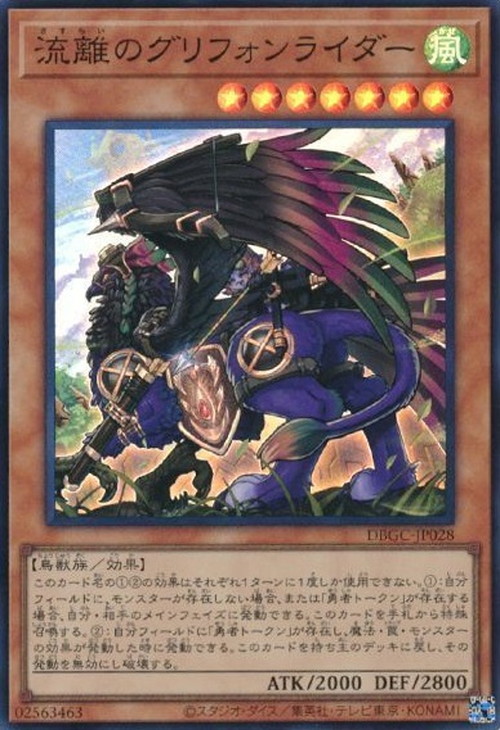 さすらい
流離のグリフォンライダー
かぜ
風
DBGC-JP028
【鳥獣族／効果】
このカード名の①②の効果はそれぞれ1ターンに1度しか使用できない。①:自分
フィールドに、モンスターが存在しない場合、または「勇者トークン」が存在する
場合、自分・相手のメインフェイズに発動できる。このカードを手札から特殊
召喚する。②:自分フィールドに「勇者トークン」が存在し、魔法・罠・モンスター
の効果が発動した時に発動できる。このカードを持ち主のデッキに戻し、その
発動を無効にし破壊する。
ATK/2000 DEF/2800
02563463
©スタジオ・ダイス／集英社・テレビ東京・KONAMI